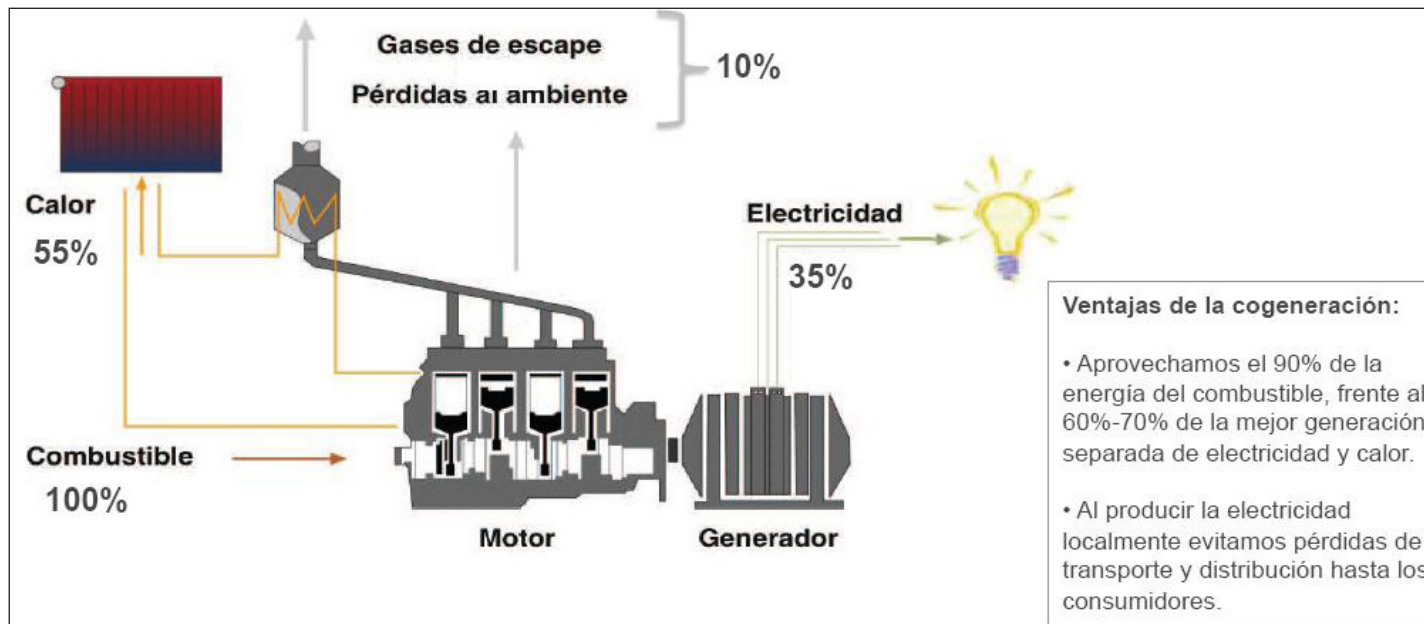 Gases de escape
Pérdidas al ambiente
10%
Calor
55%
Electricidad
35%
Combustible
100%
Motor
Generador
Ventajas de la cogeneración:
• Aprovechamos el 90% de la
energía del combustible, frente al
60%-70% de la mejor generación
separada de electricidad y calor.
• Al producir la electricidad
localmente evitamos pérdidas de
transporte y distribución hasta los
consumidores.